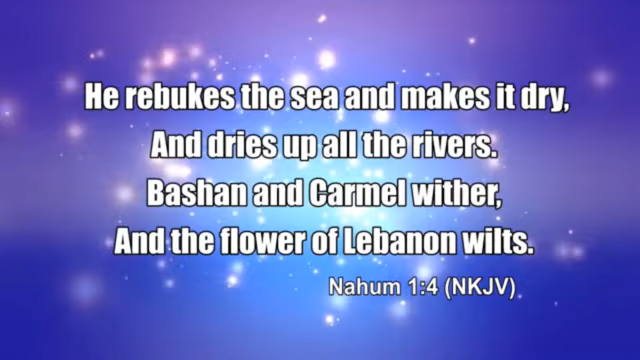 He rebukes the sea and makes it dry,
And dries up all the rivers.
Bashan and Carmel wither,
And the flower of Lebanon wilts.
Nahum 1:4 (NKJV)